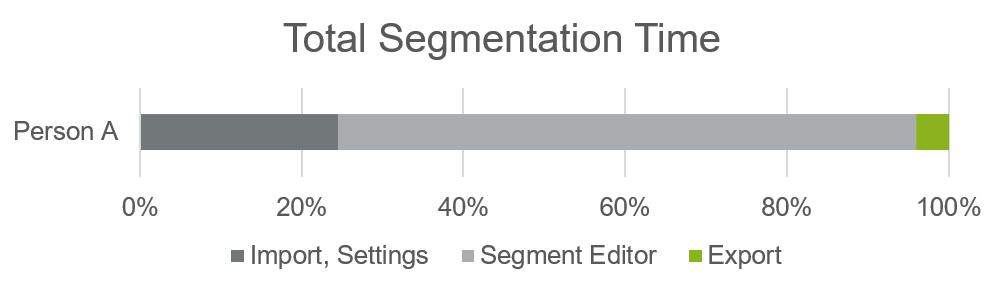 Total Segmentation Time
Person A
0% 20% 40% 60% 80% 100%
Import, Settings Segment Editor Export